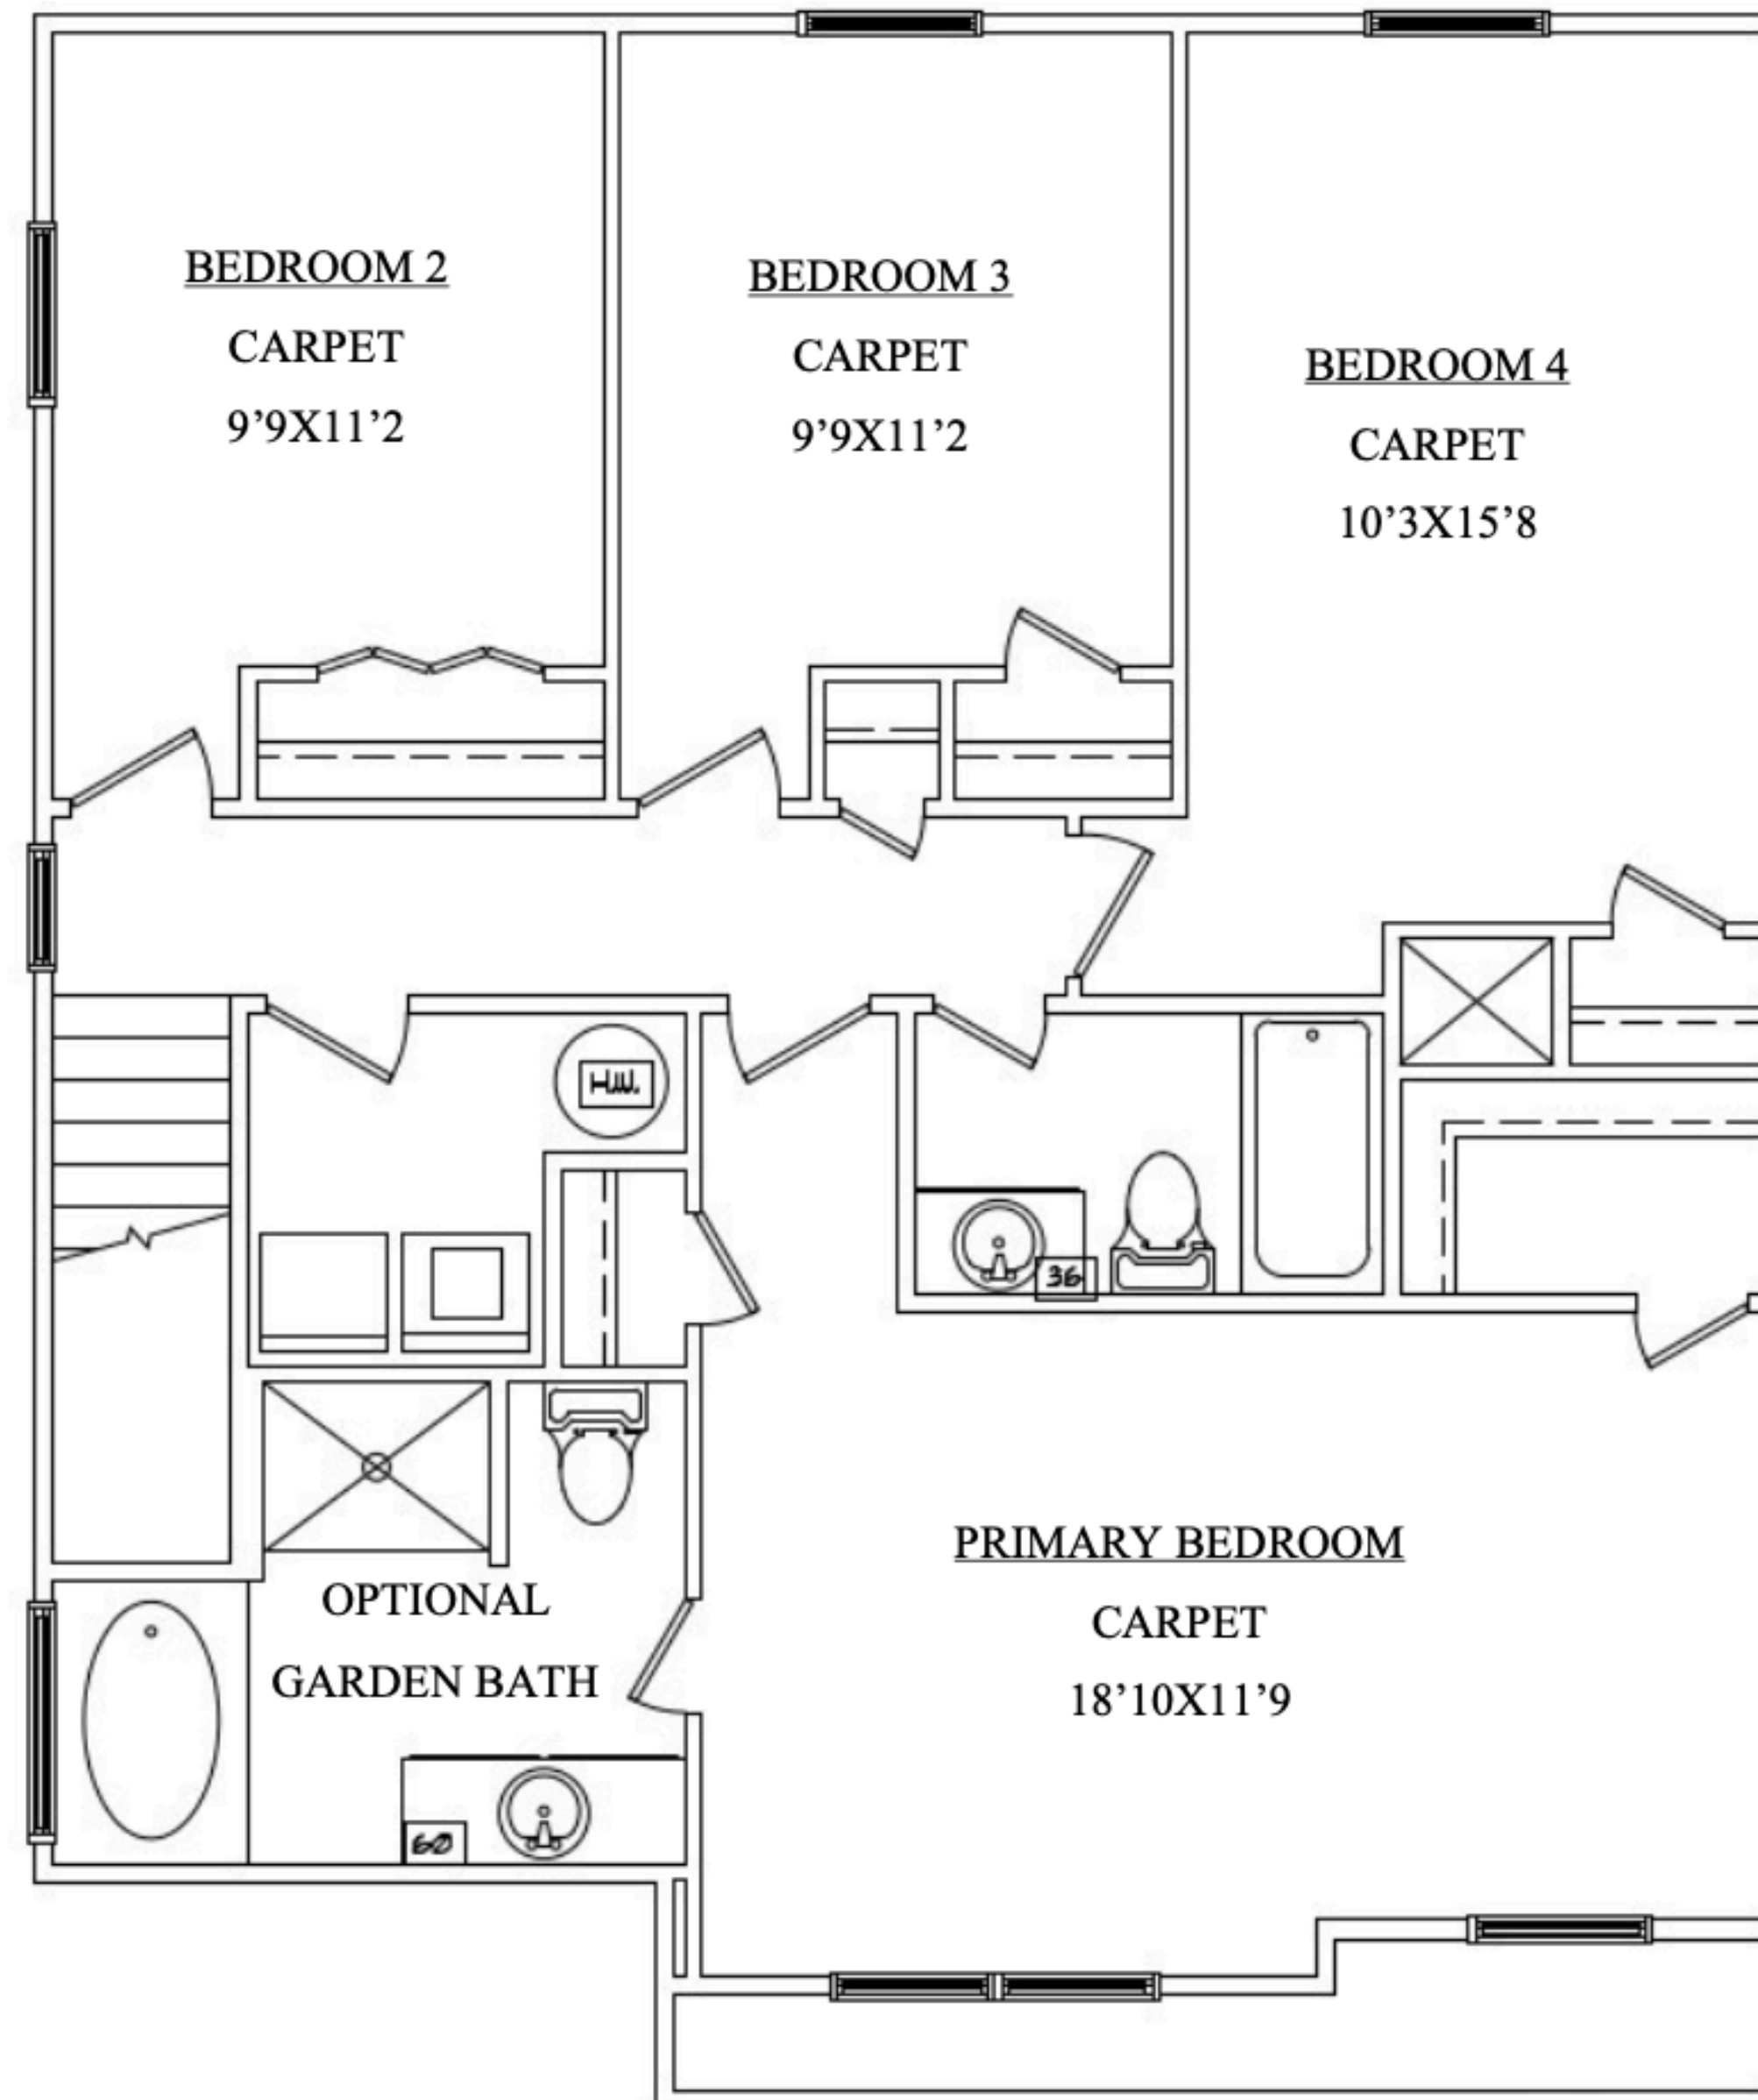 BEDROOM 2
CARPET
9’9X11’2
BEDROOM 3
CARPET
9’9X11’2
BEDROOM 4
CARPET
10’3X15’8
H.W.
36
OPTIONAL
GARDEN BATH
60
PRIMARY BEDROOM
CARPET
18’10X11’9